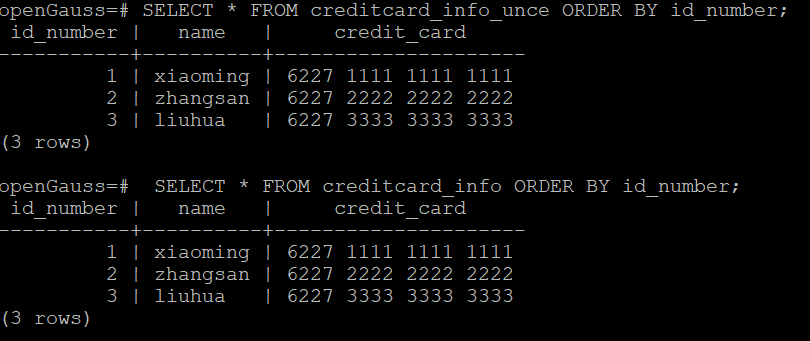 openGauss=# SELECT * FROM creditcard_info_unce ORDER BY id_number;
 id_number |   name   |     credit_card
-----------+----------+---------------------
         1 | xiaoming | 6227 1111 1111 1111
         2 | zhangsan | 6227 2222 2222 2222
         3 | liuhua   | 6227 3333 3333 3333
(3 rows)
openGauss=#  SELECT * FROM creditcard_info ORDER BY id_number;
 id_number |   name   |     credit_card
-----------+----------+---------------------
         1 | xiaoming | 6227 1111 1111 1111
         2 | zhangsan | 6227 2222 2222 2222
         3 | liuhua   | 6227 3333 3333 3333
(3 rows)